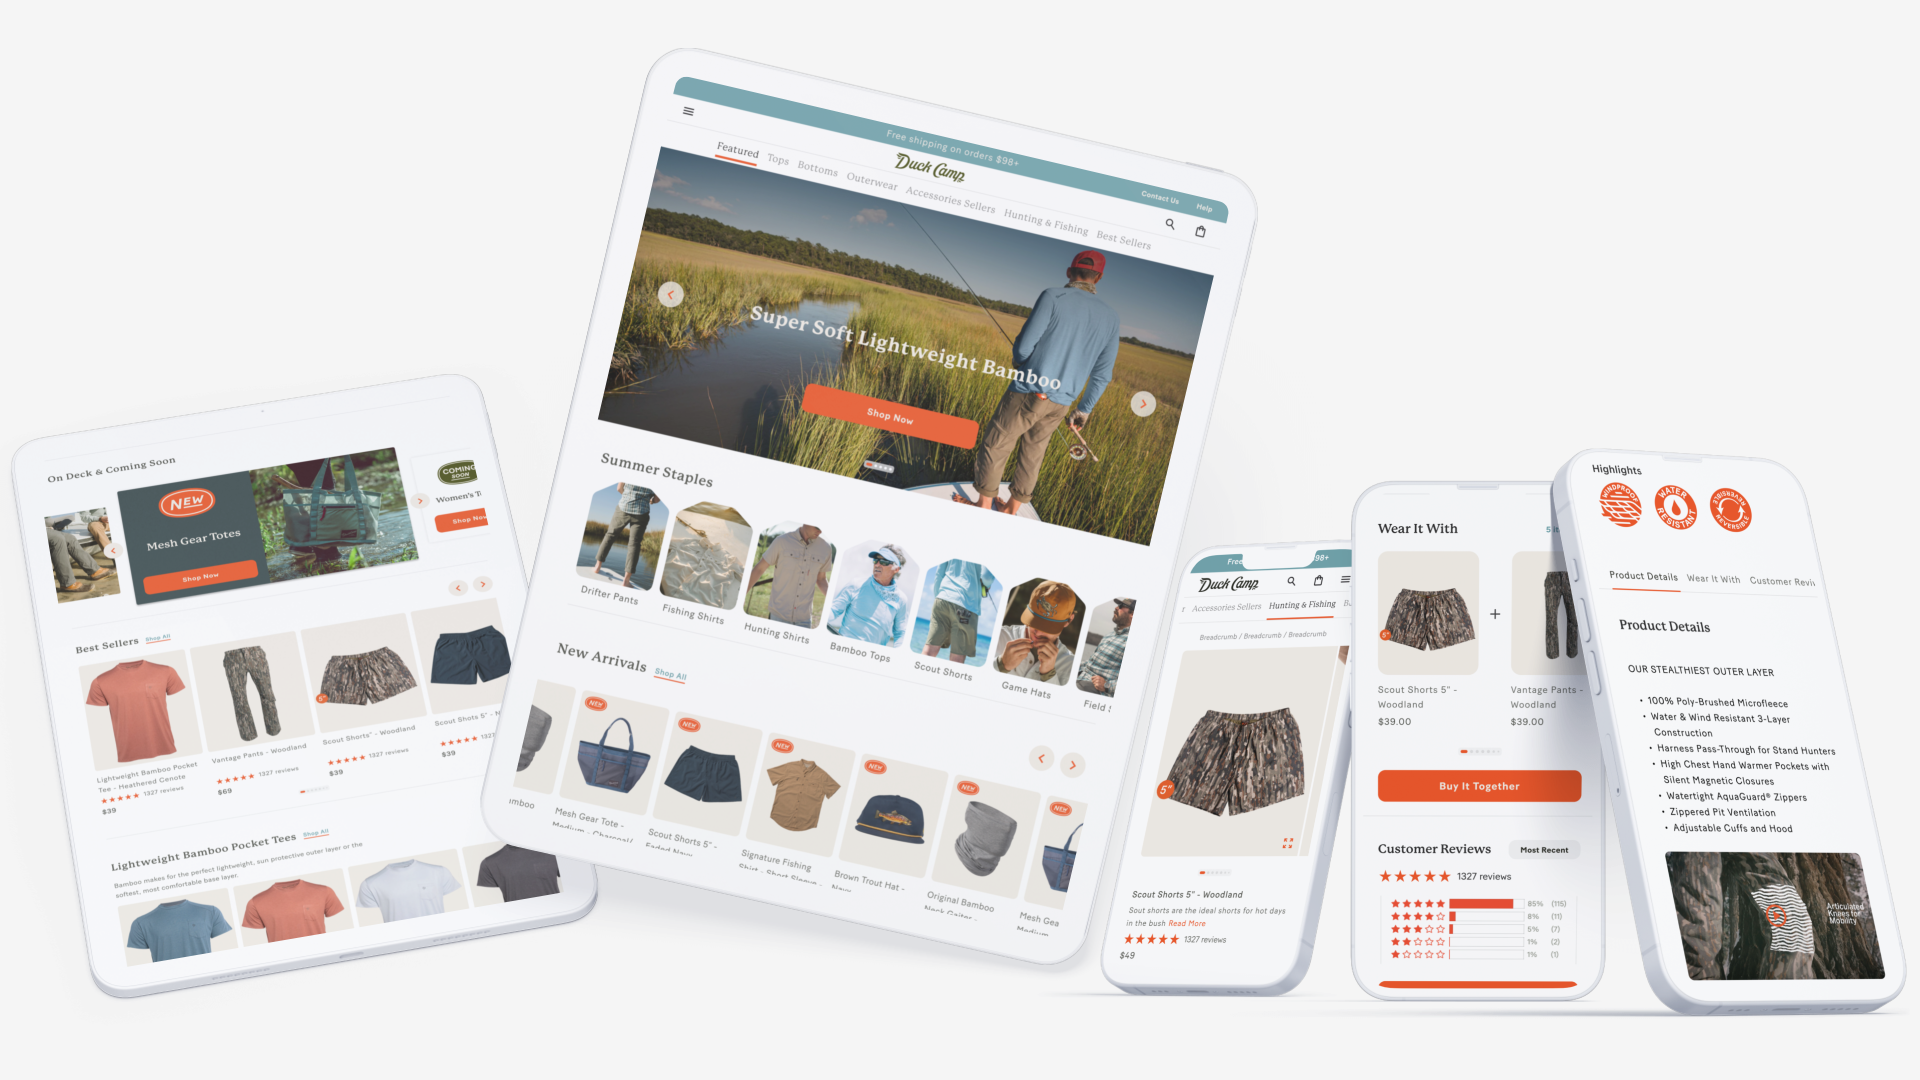 On Deck & Coming Soon
NEW
Mesh Gear Totes
Shop Now
COMING
SOON
Women's T
Shop Now
Best Sellers Shop All
Lightweight Bamboo Pocket
Tee - Heathered Cenote
1327 reviews
$39
Vantage Pants - Woodland
1327 reviews
$69
5"
Scout Shorts" - Woodland
1327 reviews
$39
Scout Shots 5" - N
1327
$39
Lightweight Bamboo Pocket Tees Shop All
Bamboo makes for the perfect lightweight, sun protective outer layer or the
softest, most comfortable base layer.
Free shipping on orders $98+
Contact Us Help
Duck Camp
Featured Tops Bottoms Outerwear Accessories Sellers Hunting & Fishing Best Sellers
Super Soft Lightweight Bamboo
Shop Now
Summer Staples
Drifter Pants
Fishing Shirts
Hunting Shirts
Bamboo Tops
Scout Shorts
Game Hats
Field S
New Arrivals Shop All
mboo
NEW
Mesh Gear Tote -
Medium - Charcoal/
NEW
Scout Shorts 5" -
Faded Navy
NEW
Signature Fishing
Shirt - Short Sleeve -
NEW
Brown Trout Hat -
Navy
NEW
Original Bamboo
Neck Gaiter -
NEW
Mesh Gea
Medium
Free 98+
Duck Camp
Accessories Sellers Hunting & Fishing B
Breadcrumb / Breadcrumb / Breadcrumb
5"
Scout Shorts 5" - Woodland
Sout shorts are the ideal shorts for hot days
in the bush Read More
1327 reviews
$49
Wear It With
5"
+
Scout Shorts 5" -
Woodland
$39.00
Vantage Pants -
Woodland
$39.00
Buy It Together
Customer Reviews Most Recent
1327 reviews
85% (115)
8% (11)
5% (7)
1% (2)
1% (1)
Highlights
WINDPROOF
WATER
RESISTANT
REVERSIBLE
REVERSIBLE
Product Details Wear It With Customer Revi
Product Details
OUR STEALTHIEST OUTER LAYER
• 100% Poly-Brushed Microfleece
• Water & Wind Resistant 3-Layer
Construction
• Harness Pass-Through for Stand Hunters
• High Chest Hand Warmer Pockets with
Silent Magnetic Closures
• Watertight AquaGuard® Zippers
• Zippered Pit Ventilation
• Adjustable Cuffs and Hood
Articulated
Knees for
Mobility